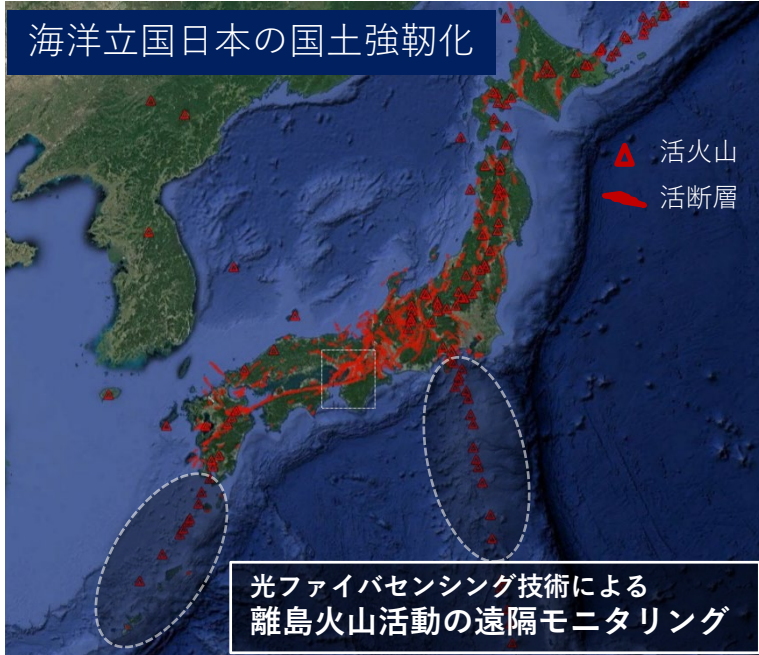 海洋立国日本の国土強靭化
活火山
活断層
光ファイバセンシング技術による
離島火山活動の遠隔モニタリング